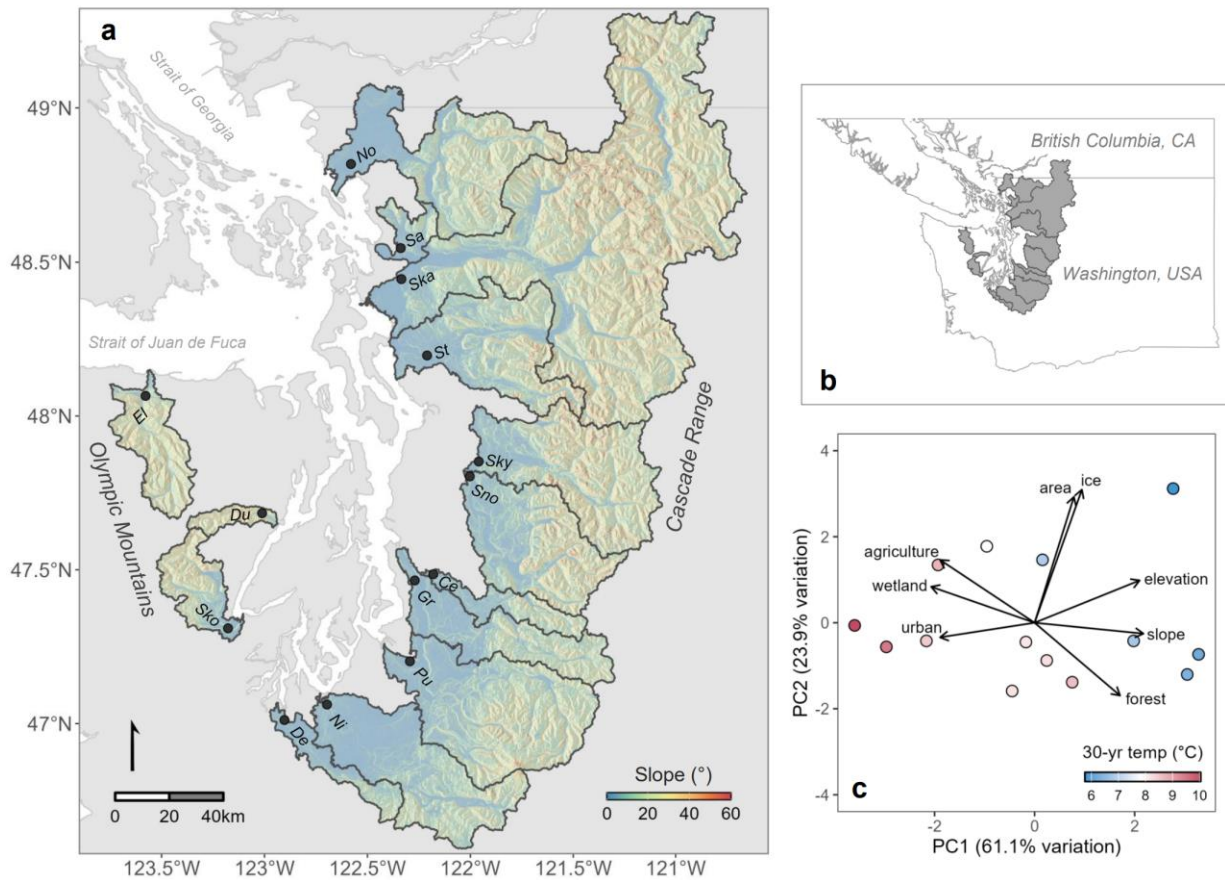 a
Strait of Georgia
49°N
No
Sa
48.5°N
Ska
Strait of Juan de Fuca
St
48°N
El
Olympic Mountains
Cascade Range
Sky
Sno
Du
47.5°N
Ce
Gr
Sko
Pu
47°N
Ni
De
Slope (°)
0 20 40km
0 20 40 60
123.5°W 123°W 122.5°W 122°W 121.5°W 121°W
British Columbia, CA
Washington, USA
b
4
area ice
2
agriculture
elevation
wetland
0
urban
slope
forest
-2
30-yr temp (°C)
6 7 8 9 10
-4
c
-2 0 2
PC1 (61.1% variation)
PC2 (23.9% variation)